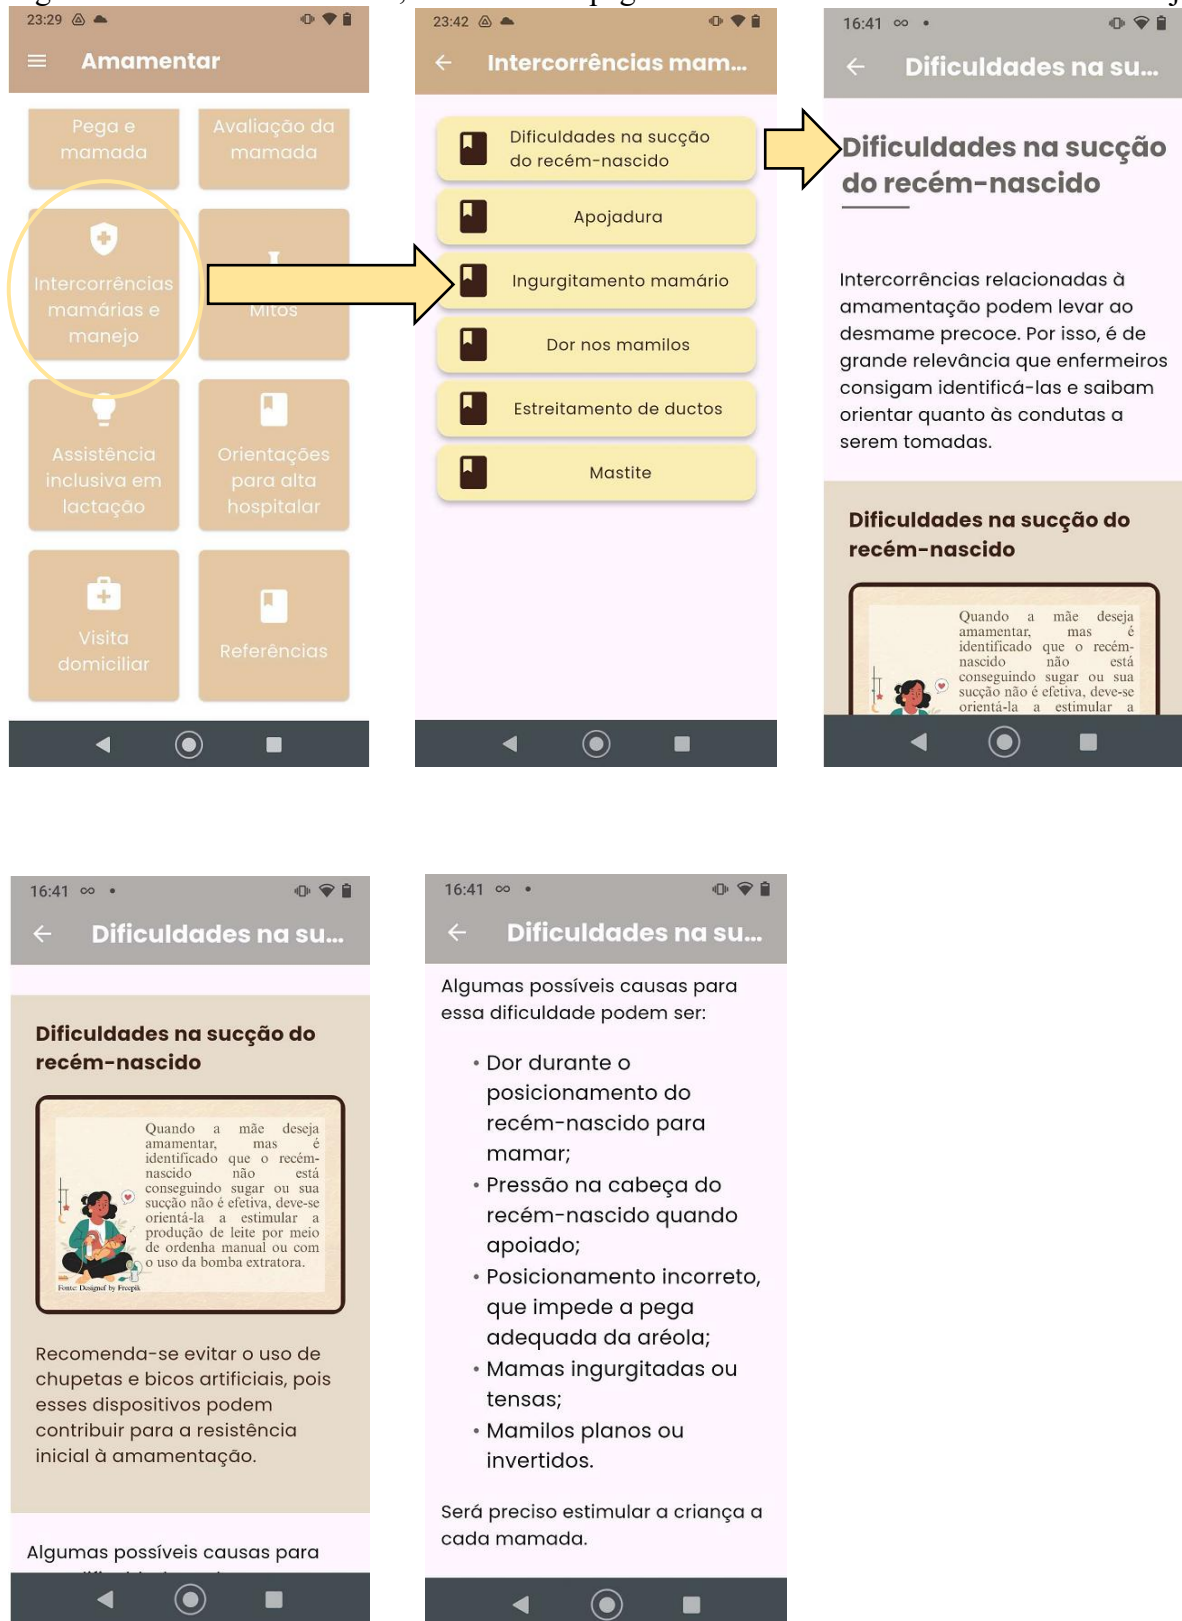 23:29
Amamentar
Pega e
mamada
Avaliação da
mamada
Intercorrências
mamárias e
manejo
Mitos
Assistência
inclusiva em
lactação
Orientações
para alta
hospitalar
Visita
domiciliar
Referências
23:42
Intercorrências mam...
Dificuldades na sucção
do recém-nascido
Apojadura
Ingurgitamento mamário
Dor nos mamilos
Estreitamento de ductos
Mastite
16:41
Dificuldades na su...
Dificuldades na sucção
do recém-nascido
Intercorrências relacionadas à
amamentação podem levar ao
desmame precoce. Por isso, é de
grande relevância que enfermeiros
consigam identificá-las e saibam
orientar quanto às condutas a
serem tomadas.
Dificuldades na sucção do
recém-nascido
Quando a mãe deseja
amamentar, mas é
identificado que o recém-
nascido não está
conseguindo sugar ou sua
sucção não é efetiva, deve-se
orientá-la a estimular a
16:41
Dificuldades na su...
Dificuldades na sucção do
recém-nascido
Quando a mãe deseja
amamentar, mas é
identificado que o recém-
nascido não está
conseguindo sugar ou sua
sucção não é efetiva, deve-se
orientá-la a estimular a
produção de leite por meio
de ordenha manual ou com
o uso da bomba extratora.
Fonte: Designed by Freepik
Recomenda-se evitar o uso de
chupetas e bicos artificiais, pois
esses dispositivos podem
contribuir para a resistência
inicial à amamentação.
Algumas possíveis causas para
16:41
Dificuldades na su...
Algumas possíveis causas para
essa dificuldade podem ser:
• Dor durante o
posicionamento do
recém-nascido para
mamar;
• Pressão na cabeça do
recém-nascido quando
apoiado;
• Posicionamento incorreto,
que impede a pega
adequada da aréola;
• Mamas ingurgitadas ou
tensas;
• Mamilos planos ou
invertidos.
Será preciso estimular a criança a
cada mamada.